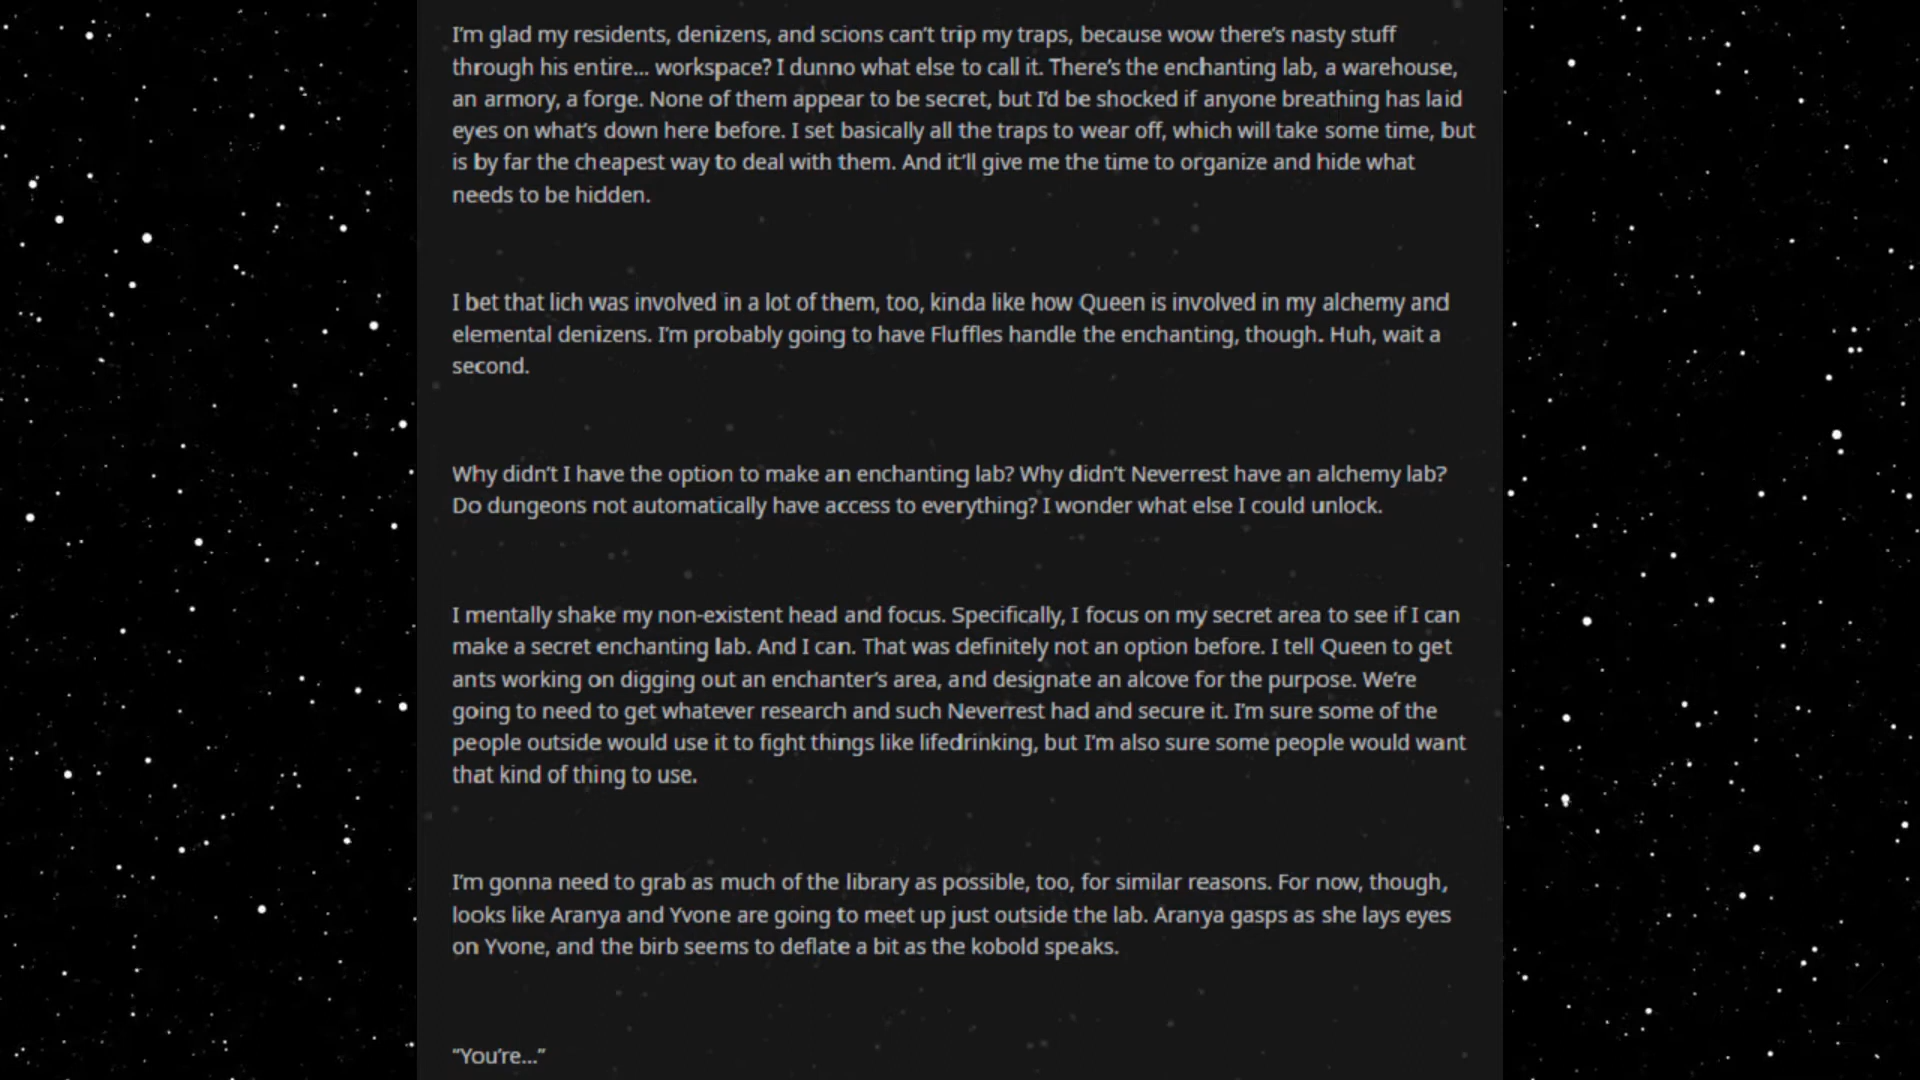 I’m glad my residents, denizens, and scions can’t trip my traps, because wow there’s nasty stuff
through his entire... workspace? I dunno what else to call it. There’s the enchanting lab, a warehouse,
an armory, a forge. None of them appear to be secret, but I’d be shocked if anyone breathing has laid
eyes on what’s down here before. I set basically all the traps to wear off, which will take some time, but
is by far the cheapest way to deal with them. And it’ll give me the time to organize and hide what
needs to be hidden.
I bet that lich was involved in a lot of them, too, kinda like how Queen is involved in my alchemy and
elemental denizens. I’m probably going to have Fluffles handle the enchanting, though. Huh, wait a
second.
Why didn’t I have the option to make an enchanting lab? Why didn’t Neverrest have an alchemy lab?
Do dungeons not automatically have access to everything? I wonder what else I could unlock.
I mentally shake my non-existent head and focus. Specifically, I focus on my secret area to see if I can
make a secret enchanting lab. And I can. That was definitely not an option before. I tell Queen to get
ants working on digging out an enchanter’s area, and designate an alcove for the purpose. We’re
going to need to get whatever research and such Neverrest had and secure it. I’m sure some of the
people outside would use it to fight things like lifedrinking, but I’m also sure some people would want
that kind of thing to use.
I’m gonna need to grab as much of the library as possible, too, for similar reasons. For now, though,
looks like Aranya and Yvone are going to meet up just outside the lab. Aranya gasps as she lays eyes
on Yvone, and the birb seems to deflate a bit as the kobold speaks.
“You’re...”